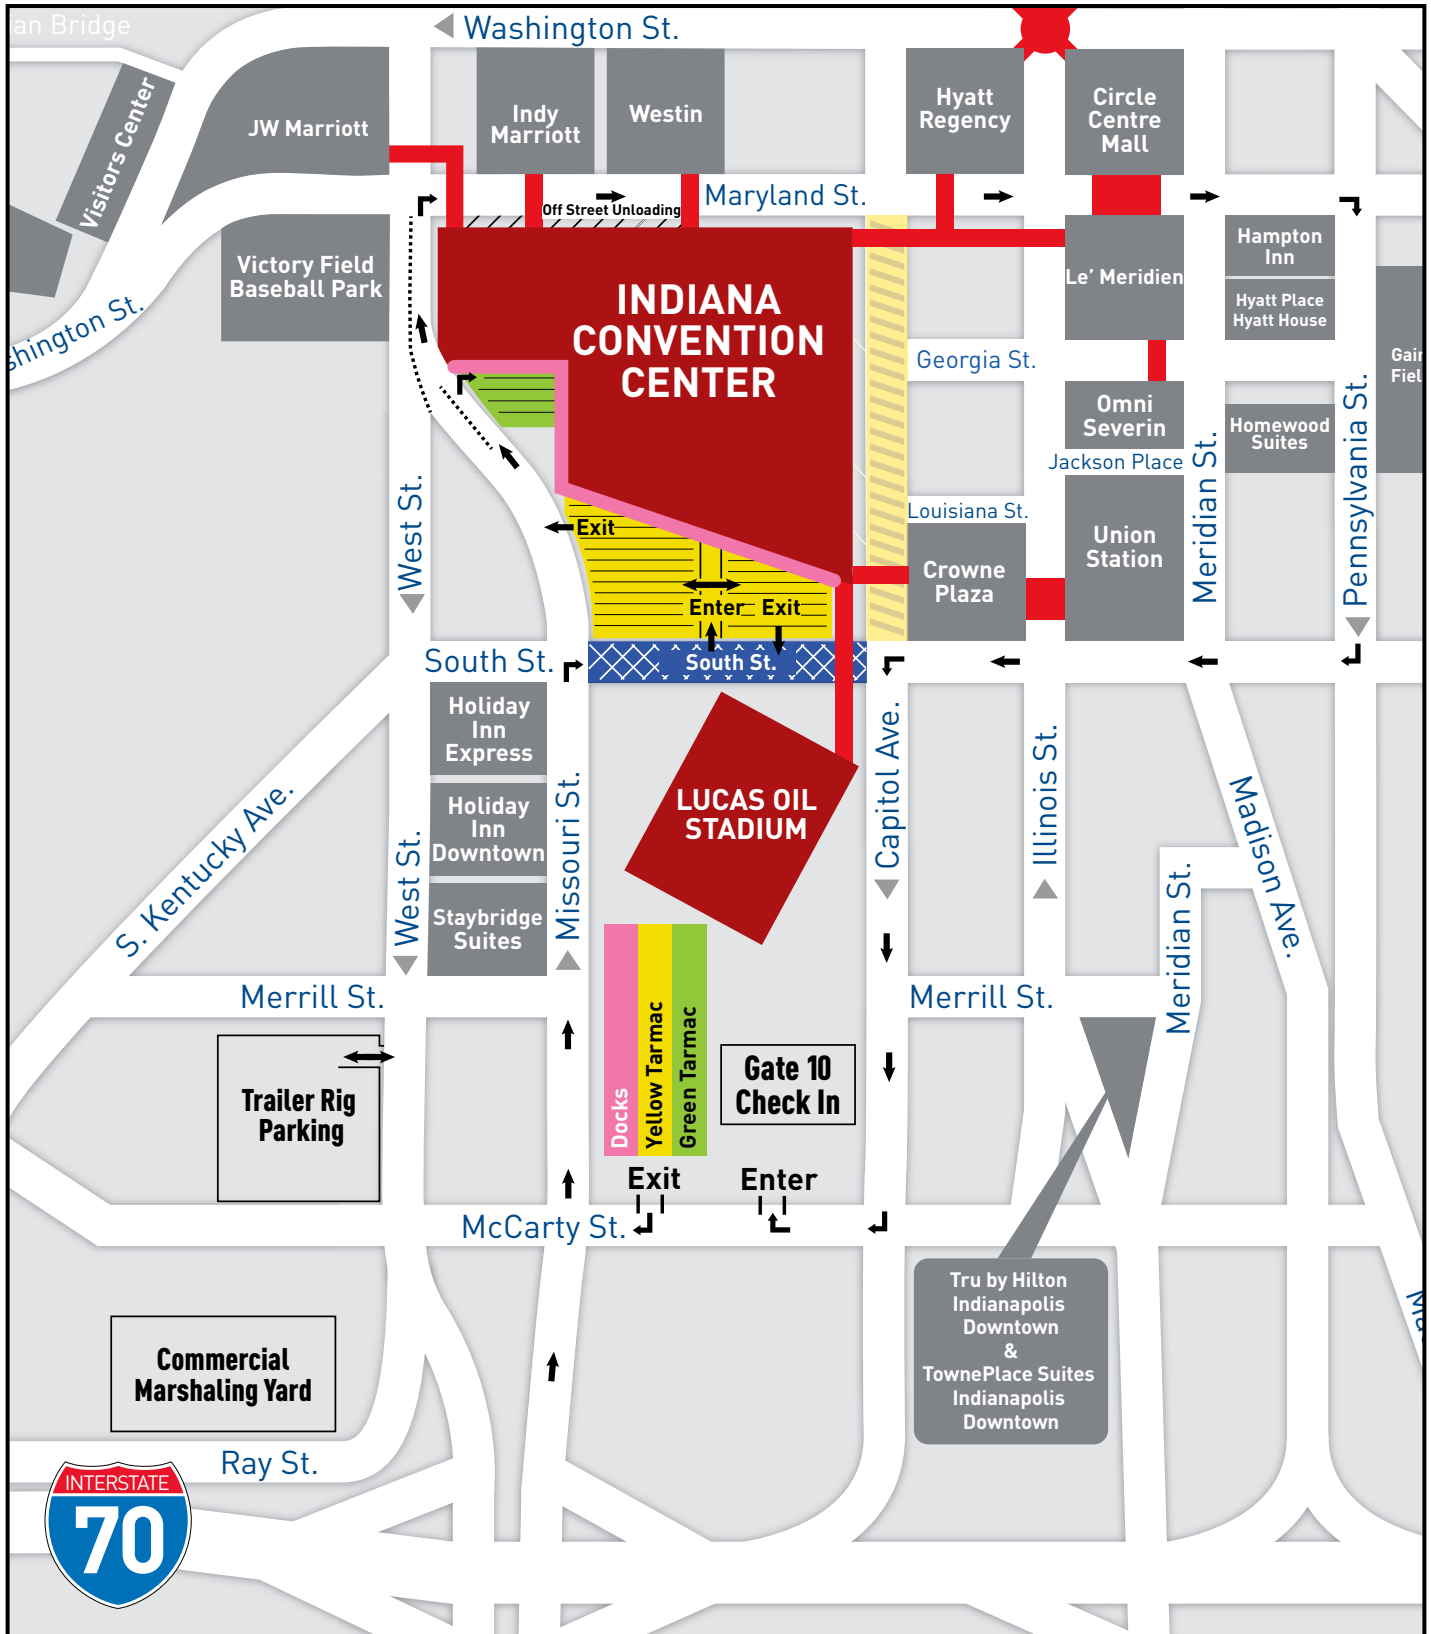 an Bridge
Washington St.
Visitors Center
JW Marriott
Indy
Marriott
Westin
Hyatt
Regency
Circle
Centre
Mall
Off Street Unloading
Maryland St.
Victory Field
Baseball Park
INDIANA
CONVENTION
CENTER
Le' Meridien
Hampton
Inn
Hyatt Place
Hyatt House
shington St.
Georgia St.
Gain
Fiel
Omni
Severin
Homewood
Suites
Jackson Place
West St.
Meridian St.
Pennsylvania St.
Louisiana St.
Exit
Union
Station
Crowne
Plaza
Enter
Exit
South St.
South St.
Holiday
Inn
Express
Holiday
Inn
Downtown
Staybridge
Suites
LUCAS OIL
STADIUM
S. Kentucky Ave.
West St.
Missouri St.
Capitol Ave.
Illinois St.
Madison Ave.
Meridian St.
Merrill St.
Merrill St.
Docks
Yellow Tarmac
Green Tarmac
Gate 10
Check In
Trailer Rig
Parking
Exit
Enter
McCarty St.
Tru by Hilton
Indianapolis
Downtown
&
TownePlace Suites
Indianapolis
Downtown
Commercial
Marshaling Yard
Ray St.
INTERSTATE
70